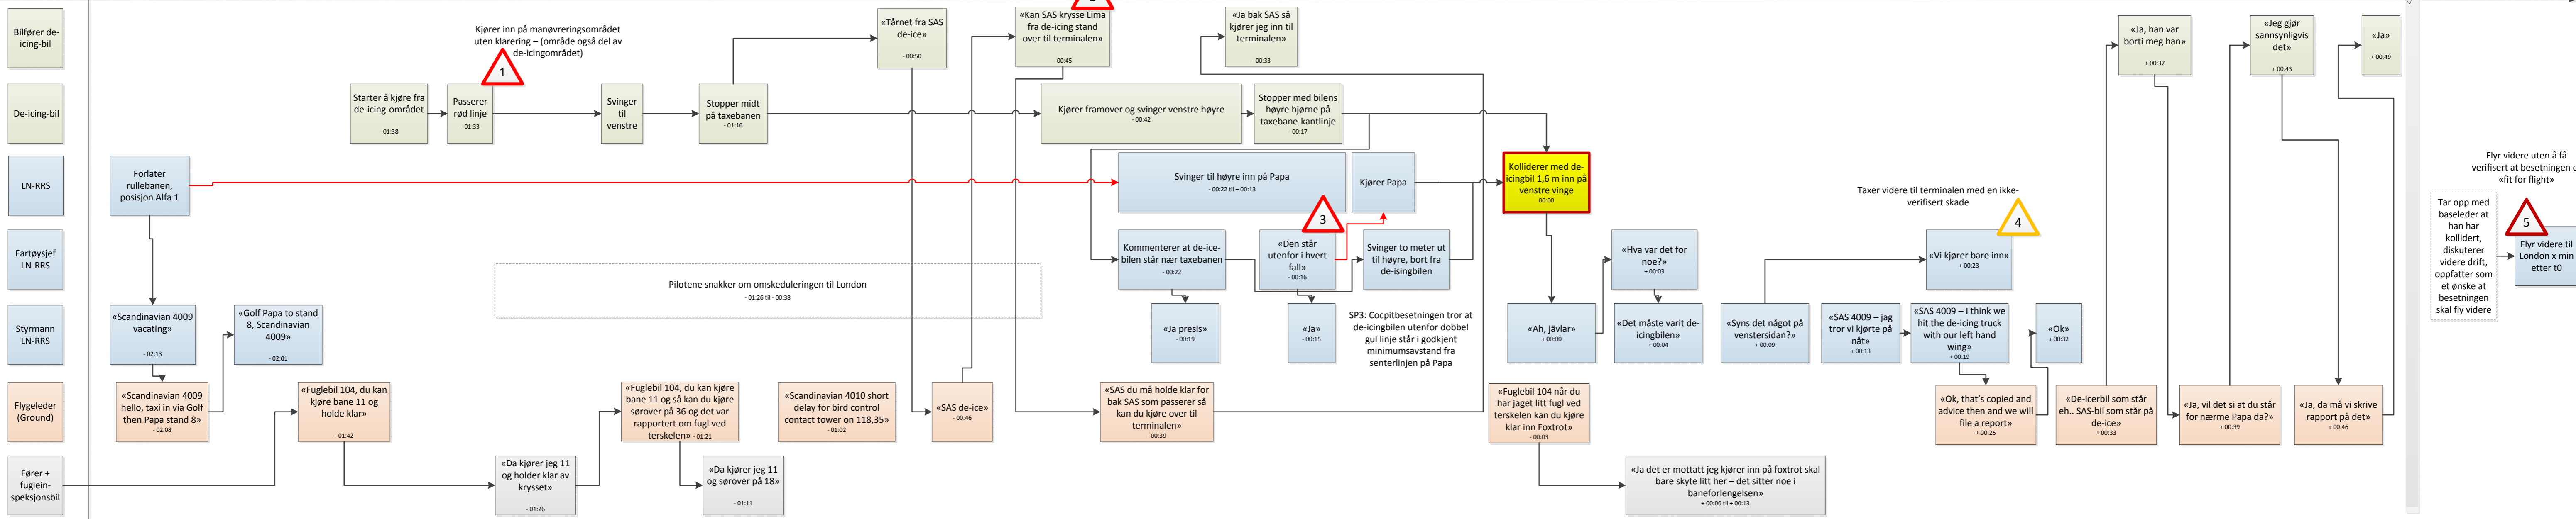 Bilfører de-
icing-bil
Kjører inn på manøvreringsområdet
uten klarering – (område også del av
de-icingområdet)
1
«Tårnet fra SAS
de-ice»
- 00:50
«Kan SAS krysse Lima
fra de-icing stand
over til terminalen»
- 00:45
«Ja bak SAS så
kjører jeg inn til
terminalen»
- 00:33
«Ja, han var
borti meg han»
+ 00:37
«Jeg gjør
sannsynligvis
det»
+ 00:43
«Ja»
+ 00:49
De-icing-bil
Starter å kjøre fra
de-icing-området
- 01:38
Passerer
rød linje
- 01:33
Svinger
til
venstre
Stopper midt
på taxebanen
- 01:16
Kjører framover og svinger venstre høyre
- 00:42
Stopper med bilens
høyre hjørne på
taxebane-kantlinje
- 00:17
LN-RRS
Forlater
rullebanen,
posisjon Alfa 1
Svinger til høyre inn på Papa
- 00:22 til – 00:13
Kjører Papa
Kolliderer med de-
icingbil 1,6 m inn på
venstre vinge
00:00
Taxer videre til terminalen med en ikke-
verifisert skade
Flyr videre uten å få
verifisert at besetningen e
«fit for flight»
Fartøysjef
LN-RRS
Pilotene snakker om omskeduleringen til London
- 01:26 til - 00:38
Kommenterer at de-ice-
bilen står nær taxebanen
- 00:22
3
«Den står
utenfor i hvert
fall»
- 00:16
Svinger to meter ut
til høyre, bort fra
de-isingbilen
«Hva var det for
noe?»
+ 00:03
4
«Vi kjører bare inn»
+ 00:23
Tar opp med
baseleder at
han har
kollidert,
diskuterer
videre drift,
oppfatter som
et ønske at
besetningen
skal fly videre
5
Flyr videre til
London x min
etter t0
Styrmann
LN-RRS
«Scandinavian 4009
vacating»
- 02:13
«Golf Papa to stand
8, Scandinavian
4009»
- 02:01
«Ja presis»
- 00:19
«Ja»
- 00:15
SP3: Cocpitbesetningen tror at
de-icingbilen utenfor dobbel
gul linje står i godkjent
minimumsavstand fra
senterlinjen på Papa
«Ah, jävlar»
+ 00:00
«Det måste varit de-
icingbilen»
+ 00:04
«Syns det något på
venstersidan?»
+ 00:09
«SAS 4009 – jag
tror vi kjørte på
nåt»
+ 00:13
«SAS 4009 – I think we
hit the de-icing truck
with our left hand
wing»
+ 00:19
«Ok»
+ 00:32
Flygeleder
(Ground)
«Scandinavian 4009
hello, taxi in via Golf
then Papa stand 8»
- 02:08
«Fuglebil 104, du kan
kjøre bane 11 og
holde klar»
- 01:42
«Fuglebil 104, du kan kjøre
bane 11 og så kan du kjøre
sørover på 36 og det var
rapportert om fugl ved
terskelen» - 01:21
«Scandinavian 4010 short
delay for bird control
contact tower on 118,35»
- 01:02
«SAS de-ice»
- 00:46
«SAS du må holde klar for
bak SAS som passerer så
kan du kjøre over til
terminalen»
- 00:39
«Fuglebil 104 når du
har jaget litt fugl ved
terskelen kan du kjøre
klar inn Foxtrot»
- 00:03
«Ok, that's copied and
advice then and we will
file a report»
+ 00:25
«De-icerbil som står
eh.. SAS-bil som står på
de-ice»
+ 00:33
«Ja, vil det si at du står
for nærme Papa da?»
+ 00:39
«Ja, da må vi skrive
rapport på det»
+ 00:46
Fører +
fuglein-
speksjonsbil
«Da kjører jeg 11
og holder klar av
krysset»
- 01:26
«Da kjører jeg 11
og sørover på 18»
- 01:11
«Ja det er mottatt jeg kjører inn på foxtrot skal
bare skyte litt her – det sitter noe i
baneforlengelsen»
+ 00:06 til + 00:13